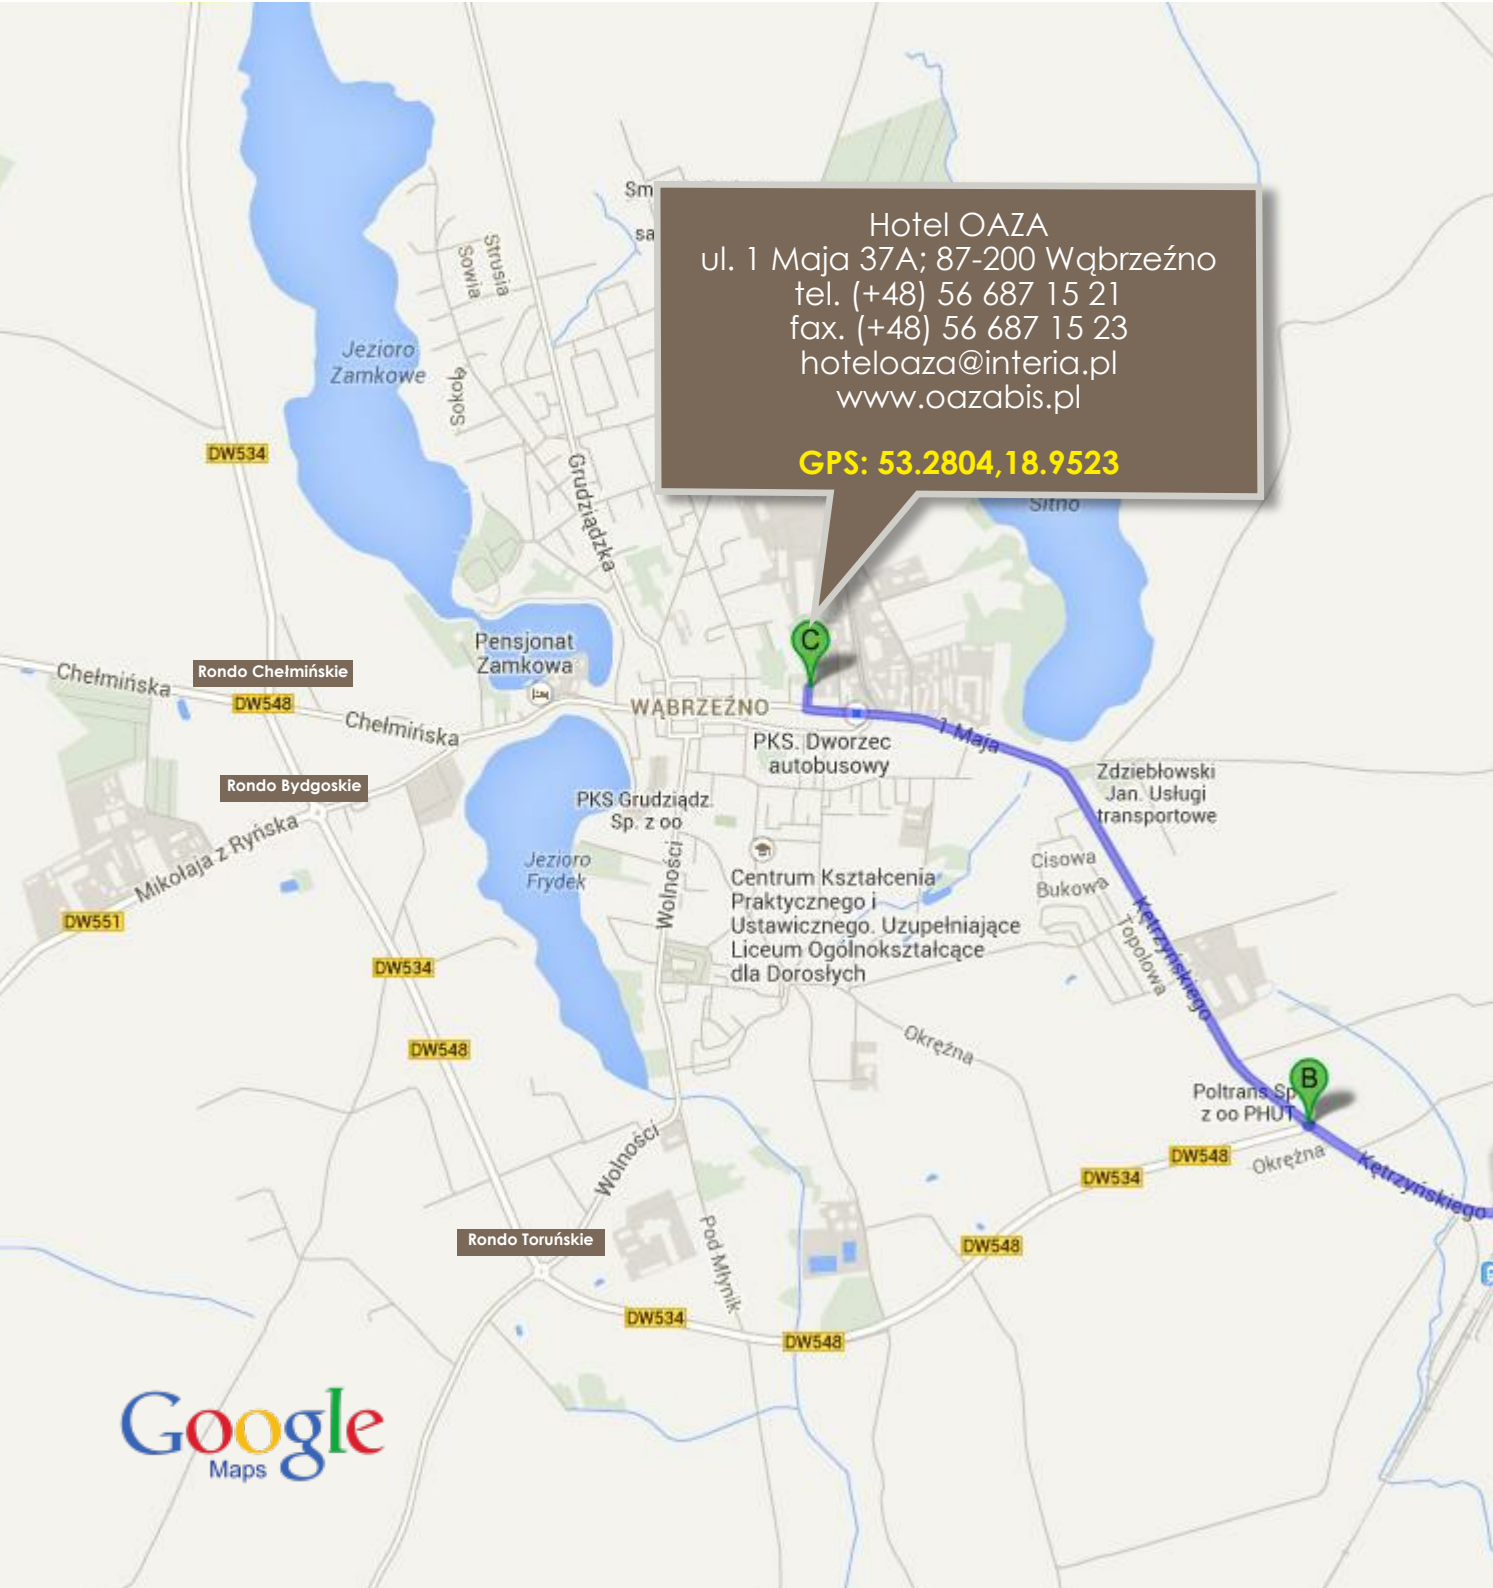 Sm
sa
Hotel OAZA
ul. 1 Maja 37A; 87-200 Wąbrzeźno
tel. (+48) 56 687 15 21
fax. (+48) 56 687 15 23
hoteloaza@interia.pl
www.oazabis.pl
GPS: 53.2804,18.9523
Strusia
Sowia
Sokola
Jezioro
Zamkowe
DW534
Grudziądzka
Sitno
C
Pensjonat
Zamkowa
Chełmińska
Rondo Chełmińskie
DW548
Chełmińska
WĄBRZEŹNO
PKS. Dworzec
autobusowy
1 Maja
Zdziebłowski
Jan. Usługi
transportowe
Rondo Bydgoskie
Mikołaja z Ryńska
DW551
PKS Grudziądz.
Sp. z oo
Jezioro
Frydek
Wolności
Centrum Kształcenia
Praktycznego i
Ustawicznego. Uzupełniające
Liceum Ogólnokształcące
dla Dorosłych
Cisowa
Bukowa
Topolowa
Kętrzyńskiego
DW534
DW548
Okrężna
B
Poltrans Sp.
z oo PHUT
DW548
Okrężna
Kętrzyńskiego
DW534
Wolności
Rondo Toruńskie
Pod Młynik
DW548
DW534
DW548
Google
Maps